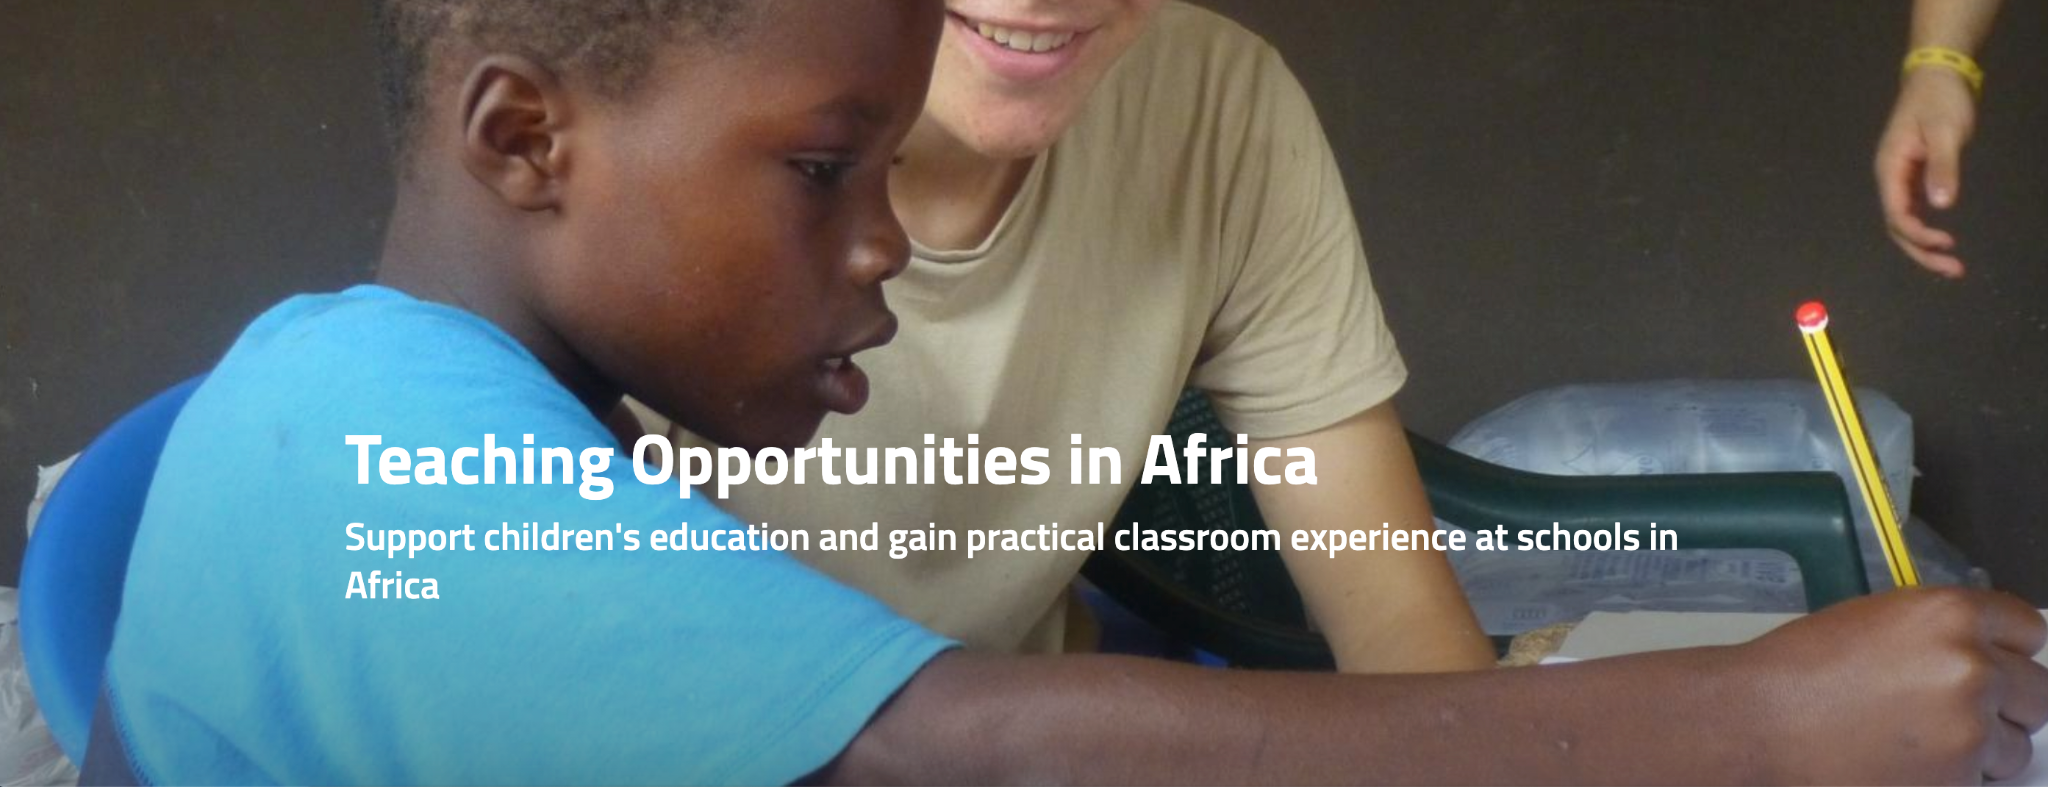 Teaching Opportunities in Africa
Support children's education and gain practical classroom experience at schools in
Africa